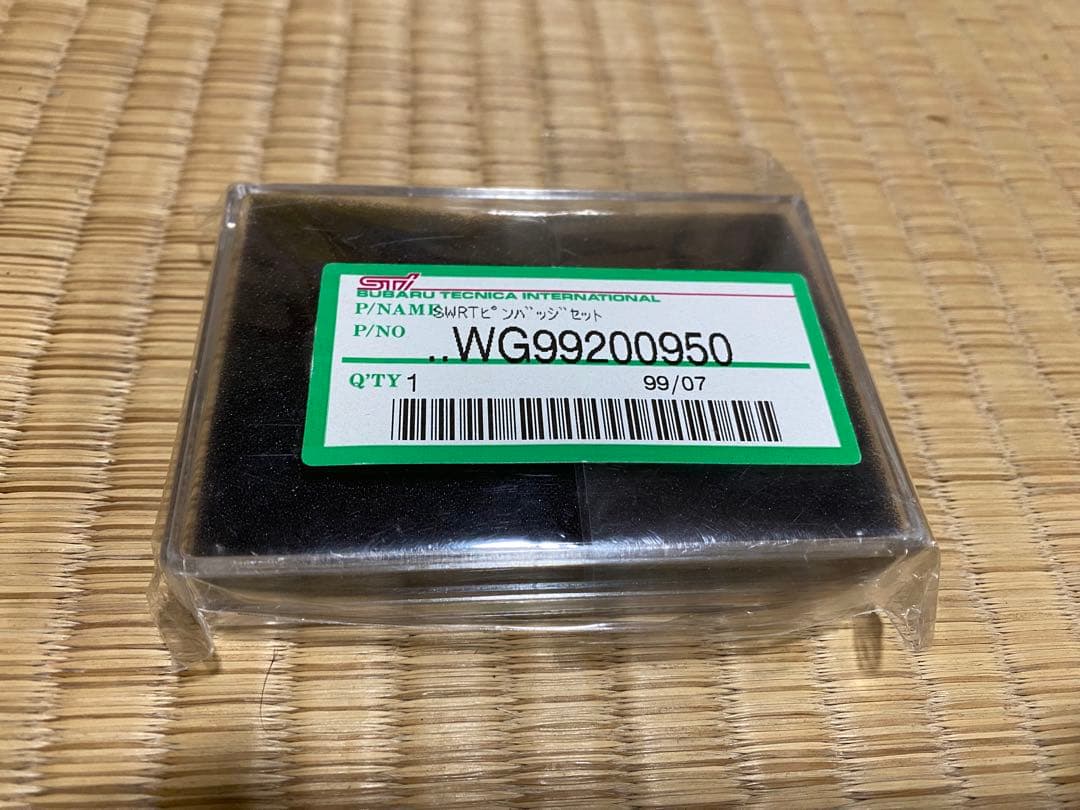 STi
SUBARU TECNICA INTERNATIONAL
P/NAME SWRTピンバッジセット
P/NO ..WG99200950
Q'TY 1 99/07